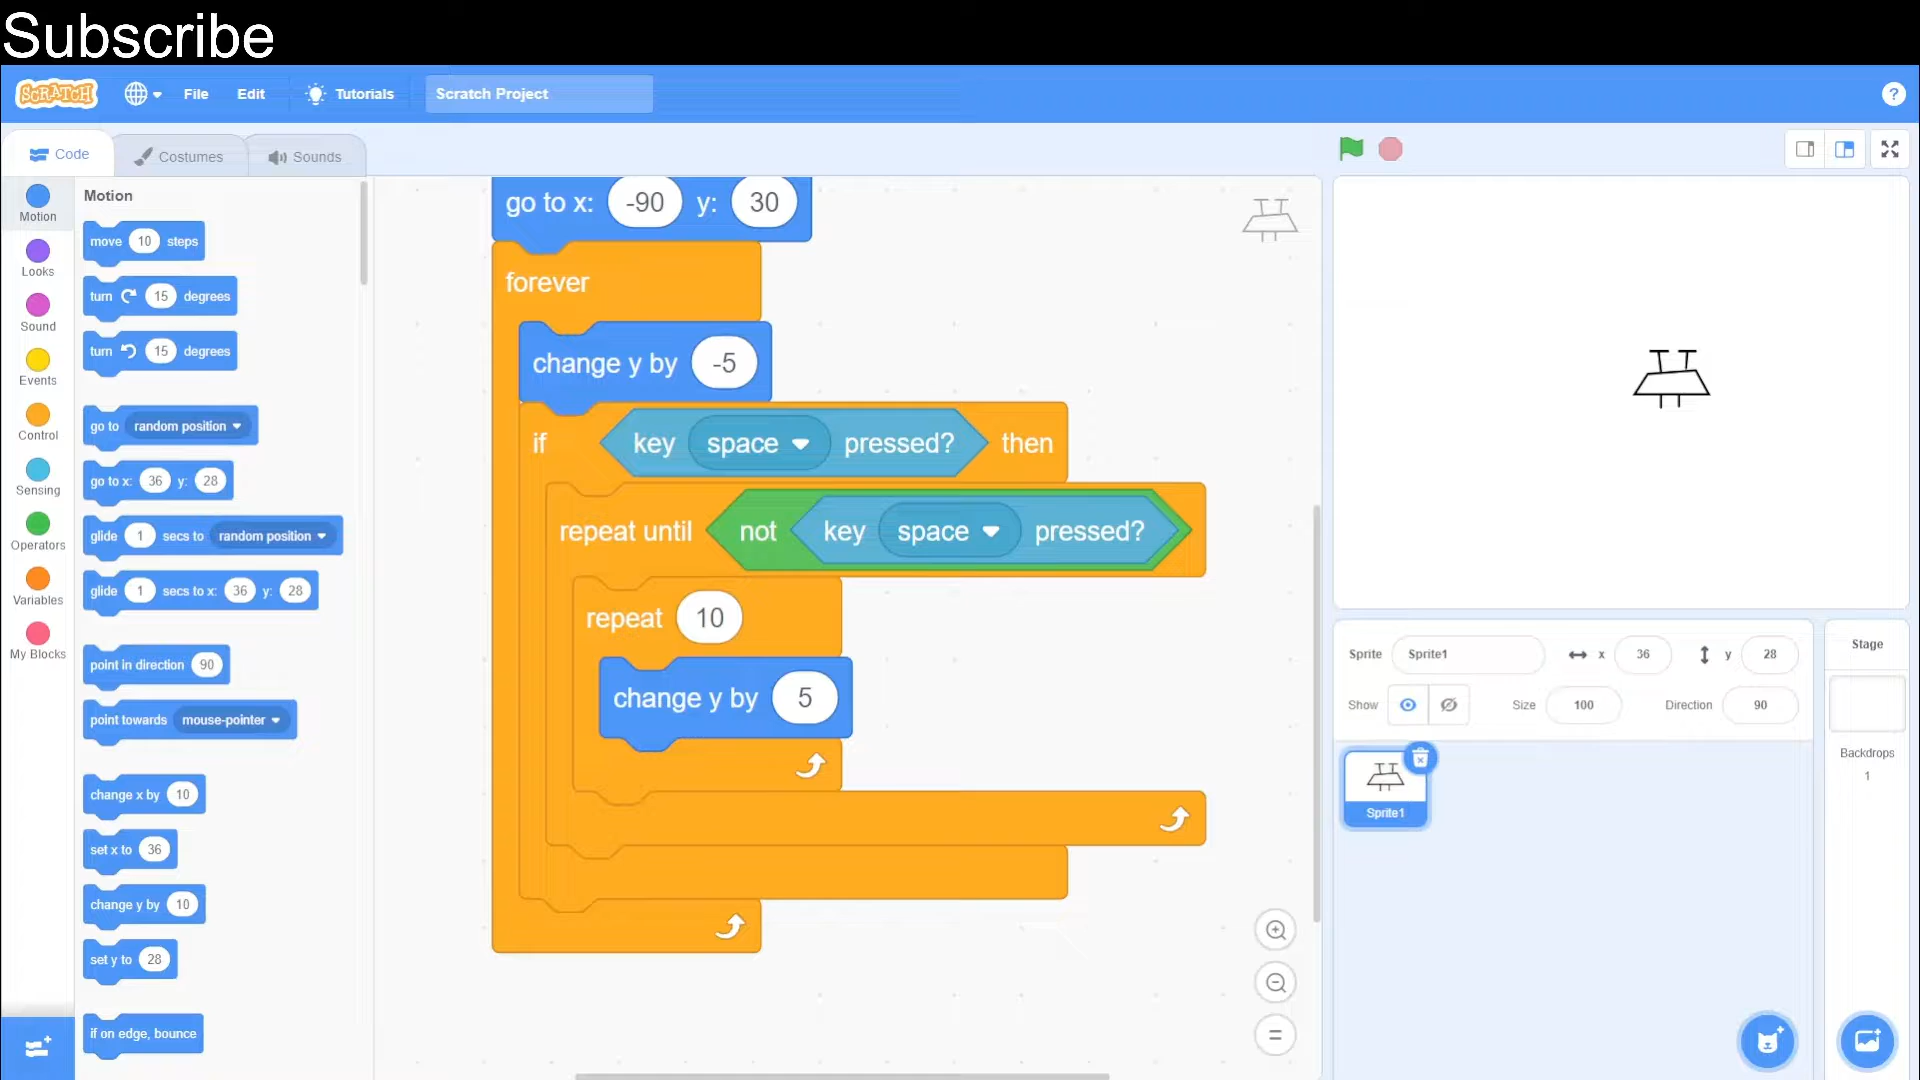 Subscribe
SCRATCH File Edit Tutorials Scratch Project ?
Code Costumes Sounds
Motion
Looks
Sound
Events
Control
Sensing
Operators
Variables
My Blocks
Motion
move 10 steps
turn 15 degrees
turn 15 degrees
go to random position
go to x: 36 y: 28
glide 1 secs to random position
glide 1 secs to x: 36 y: 28
point in direction 90
point towards mouse-pointer
change x by 10
set x to 36
change y by 10
set y to 28
if on edge, bounce
go to x: -90 y: 30
forever
change y by -5
if key space pressed? then
repeat until not key space pressed?
repeat 10
change y by 5
Sprite Sprite1 x 36 y 28
Show Size 100 Direction 90
Sprite1
Stage
Backdrops
1